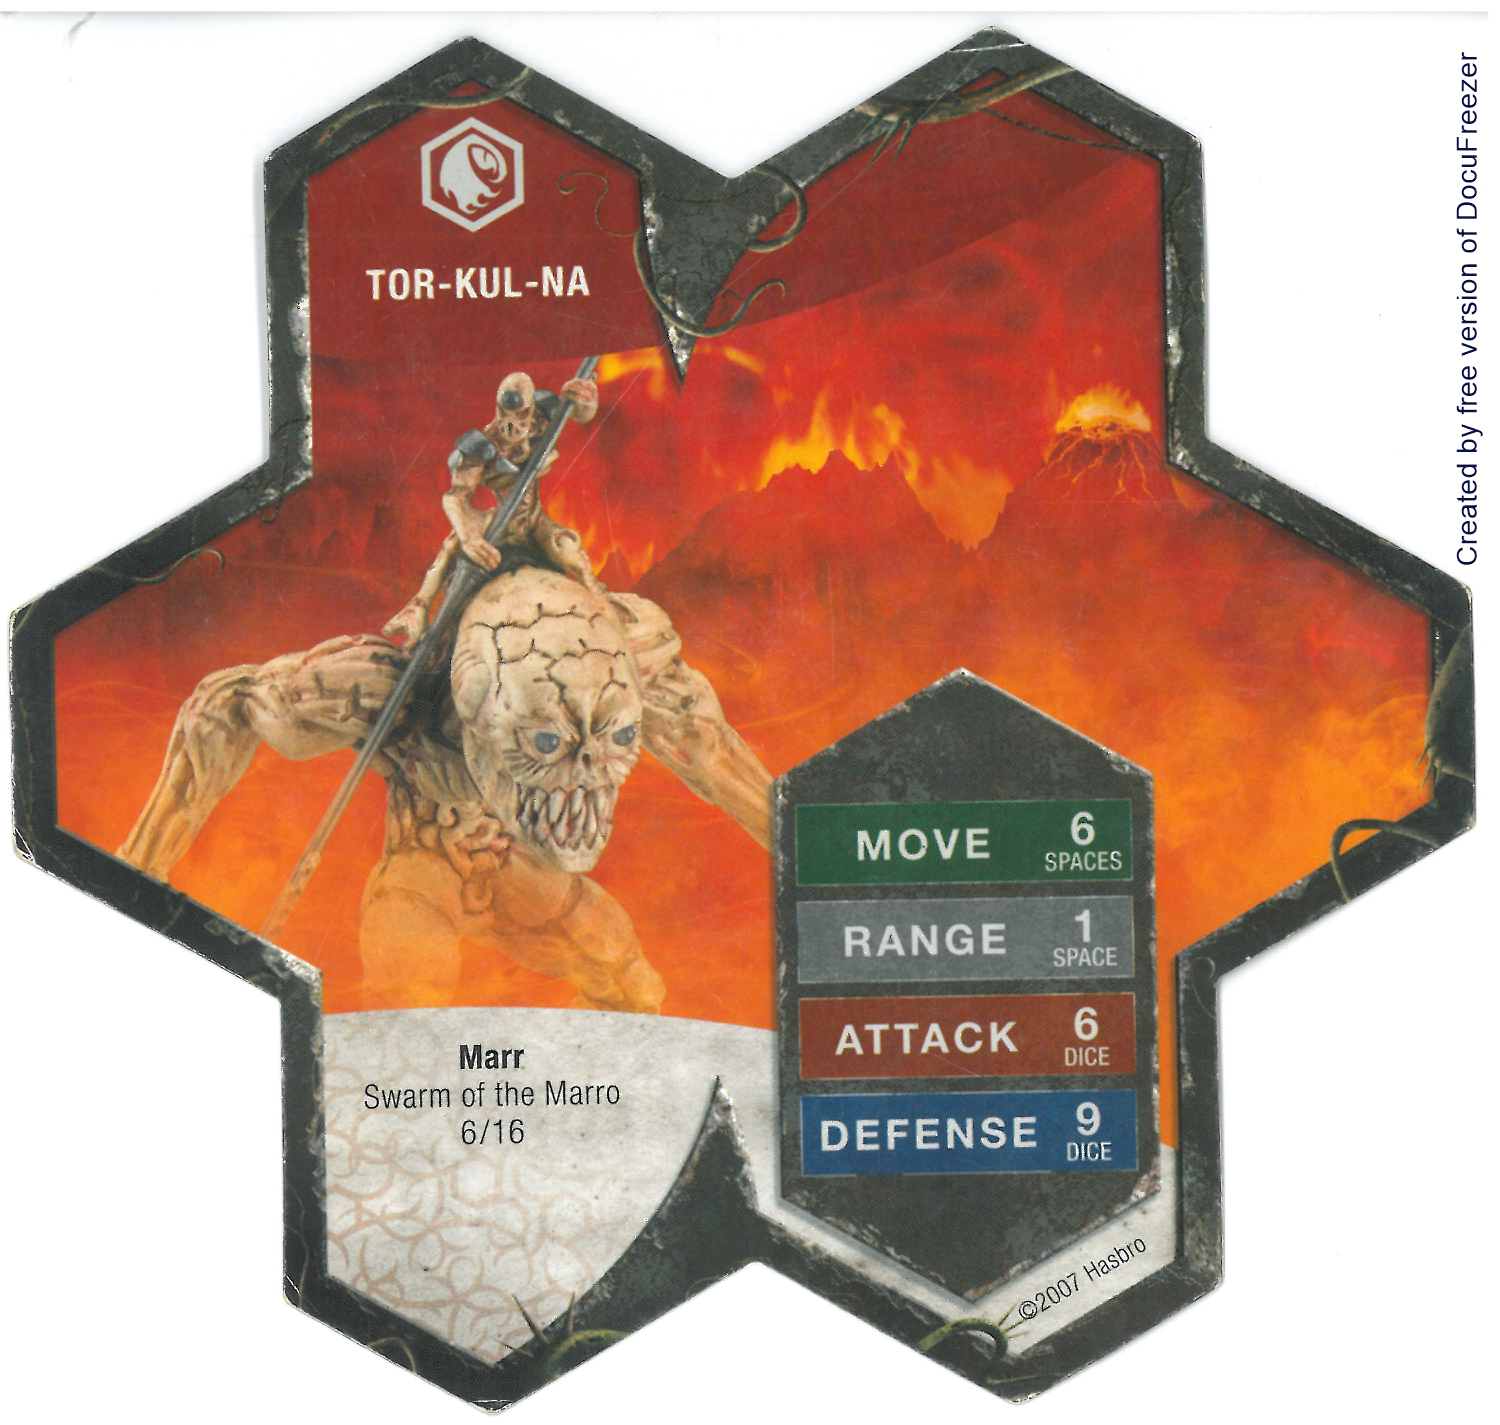 TOR-KUL-NA
MOVE 6 SPACES
RANGE 1 SPACE
ATTACK 6 DICE
DEFENSE 9 DICE
Marr
Swarm of the Marro
6/16
©2007 Hasbro
Created by free version of DocuFreezer